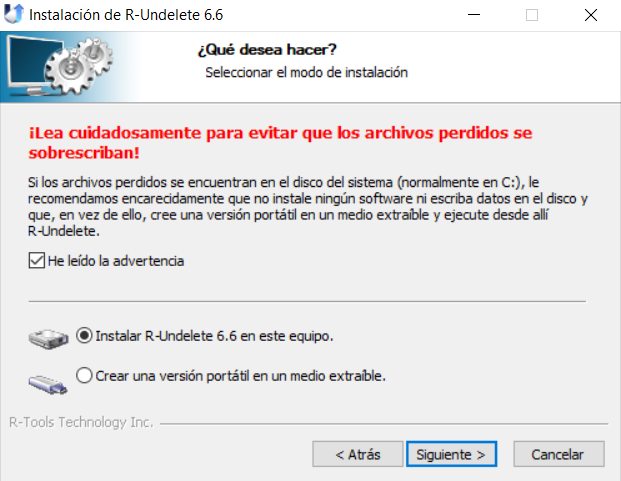 Instalación de R-Undelete 6.6
¿Qué desea hacer?
Seleccionar el modo de instalación
¡Lea cuidadosamente para evitar que los archivos perdidos se
sobrescriban!
Si los archivos perdidos se encuentran en el disco del sistema (normalmente en C:), le
recomendamos encarecidamente que no instale ningún software ni escriba datos en el disco y
que, en vez de ello, cree una versión portátil en un medio extraíble y ejecute desde allí
R-Undelete.
He leído la advertencia
Instalar R-Undelete 6.6 en este equipo.
Crear una versión portátil en un medio extraíble.
R-Tools Technology Inc.
< Atrás
Siguiente >
Cancelar